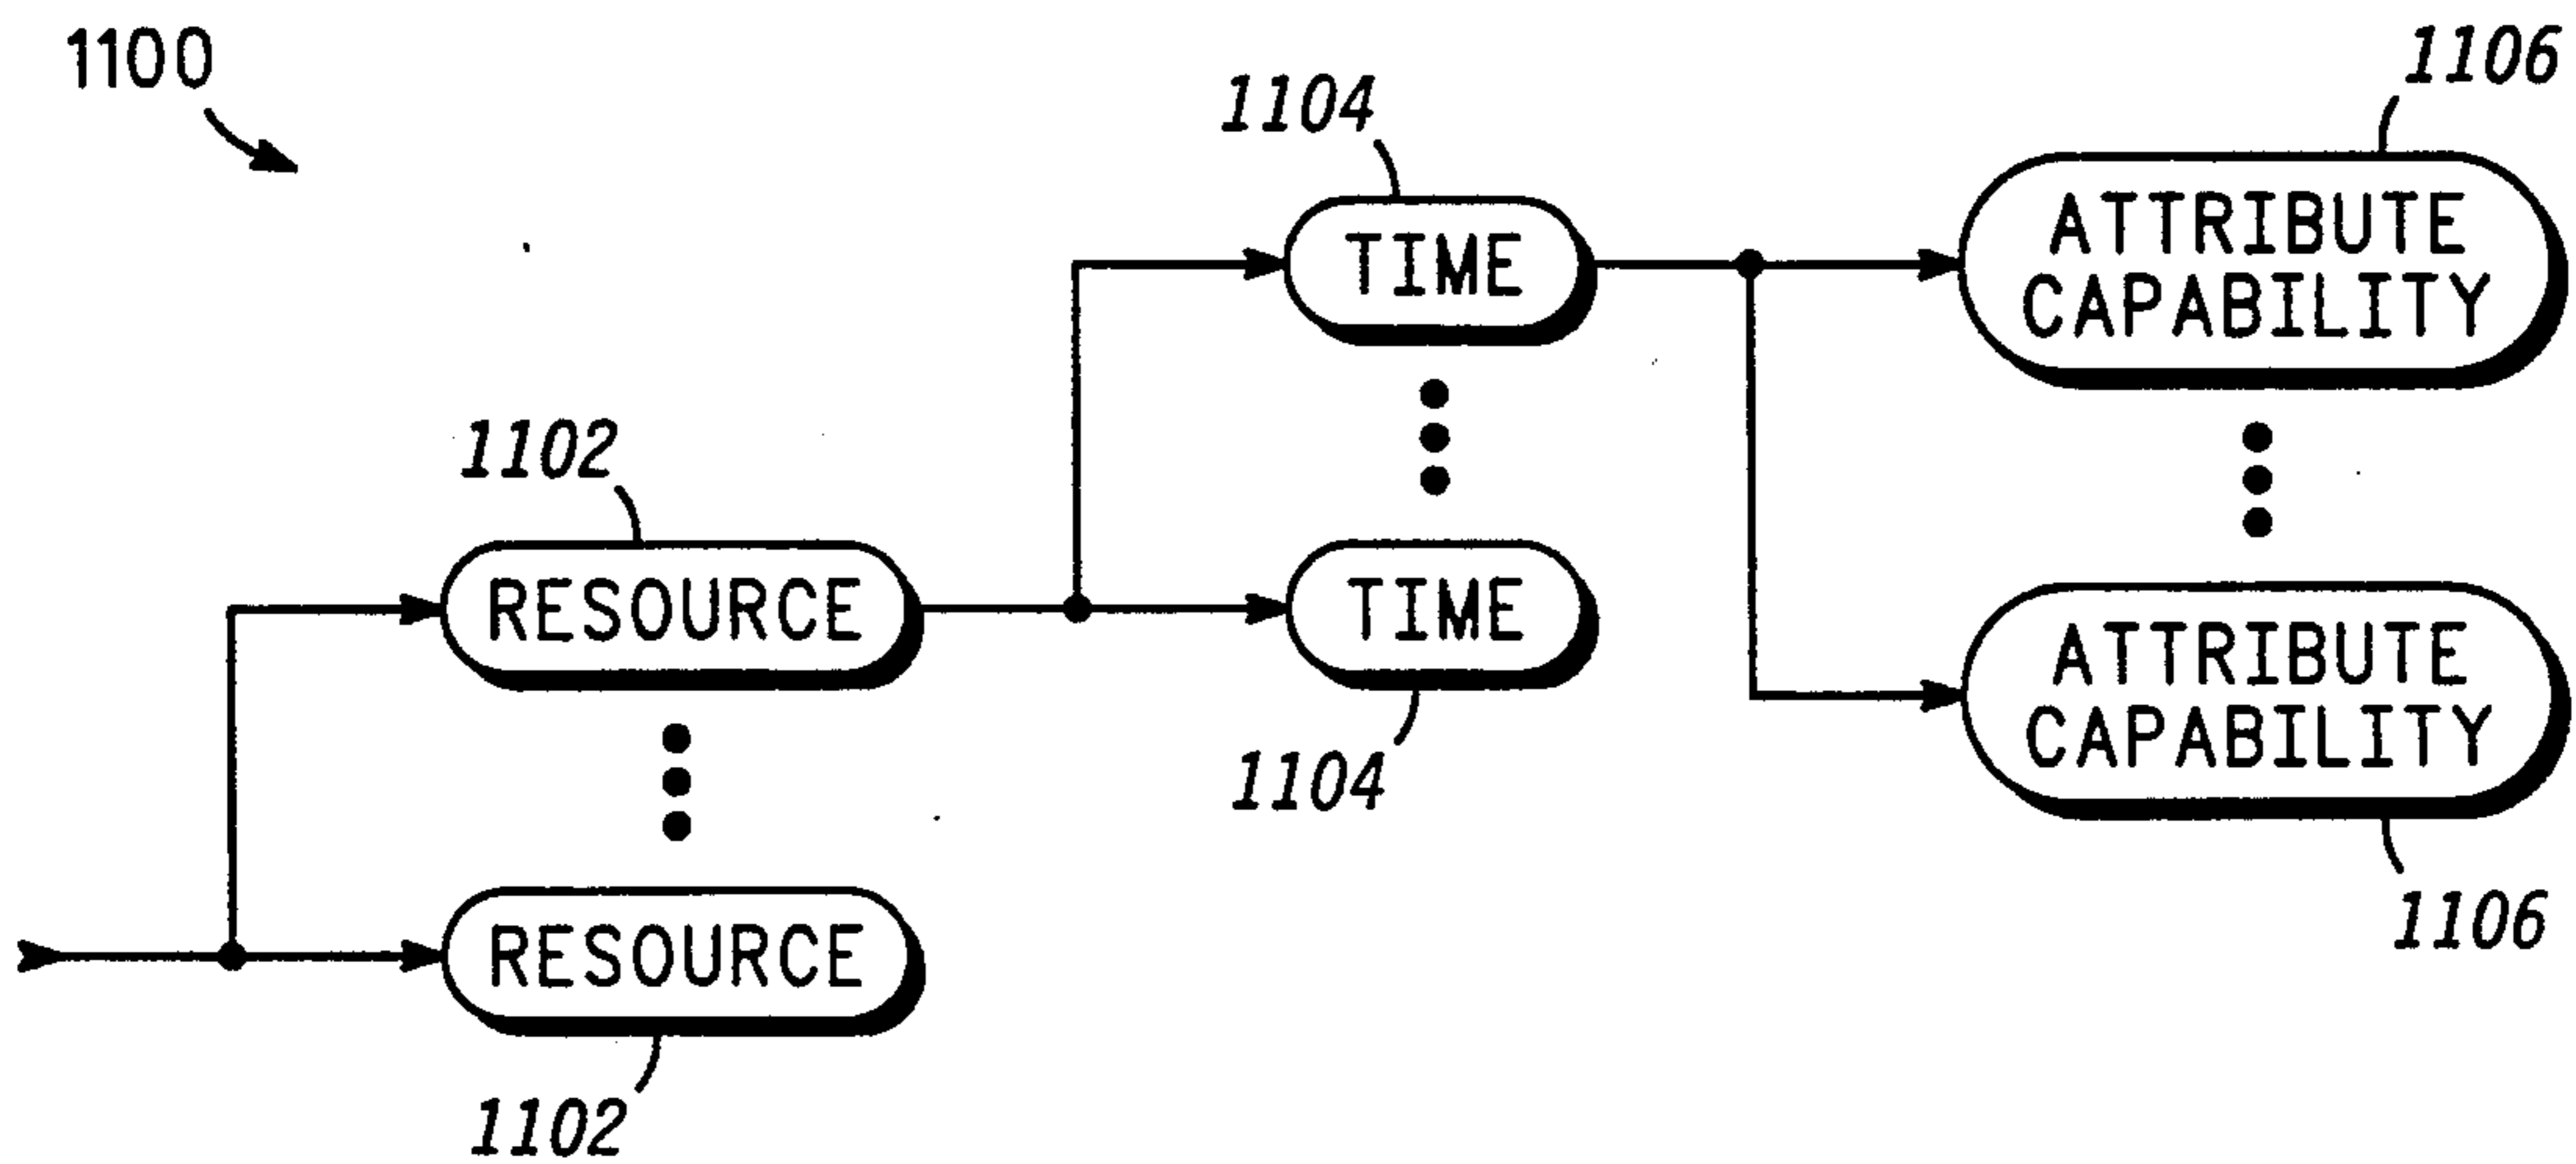 1100
1106
1104
ATTRIBUTE
CAPABILITY
TIME
1102
RESOURCE
TIME
ATTRIBUTE
CAPABILITY
1104
1106
RESOURCE
1102